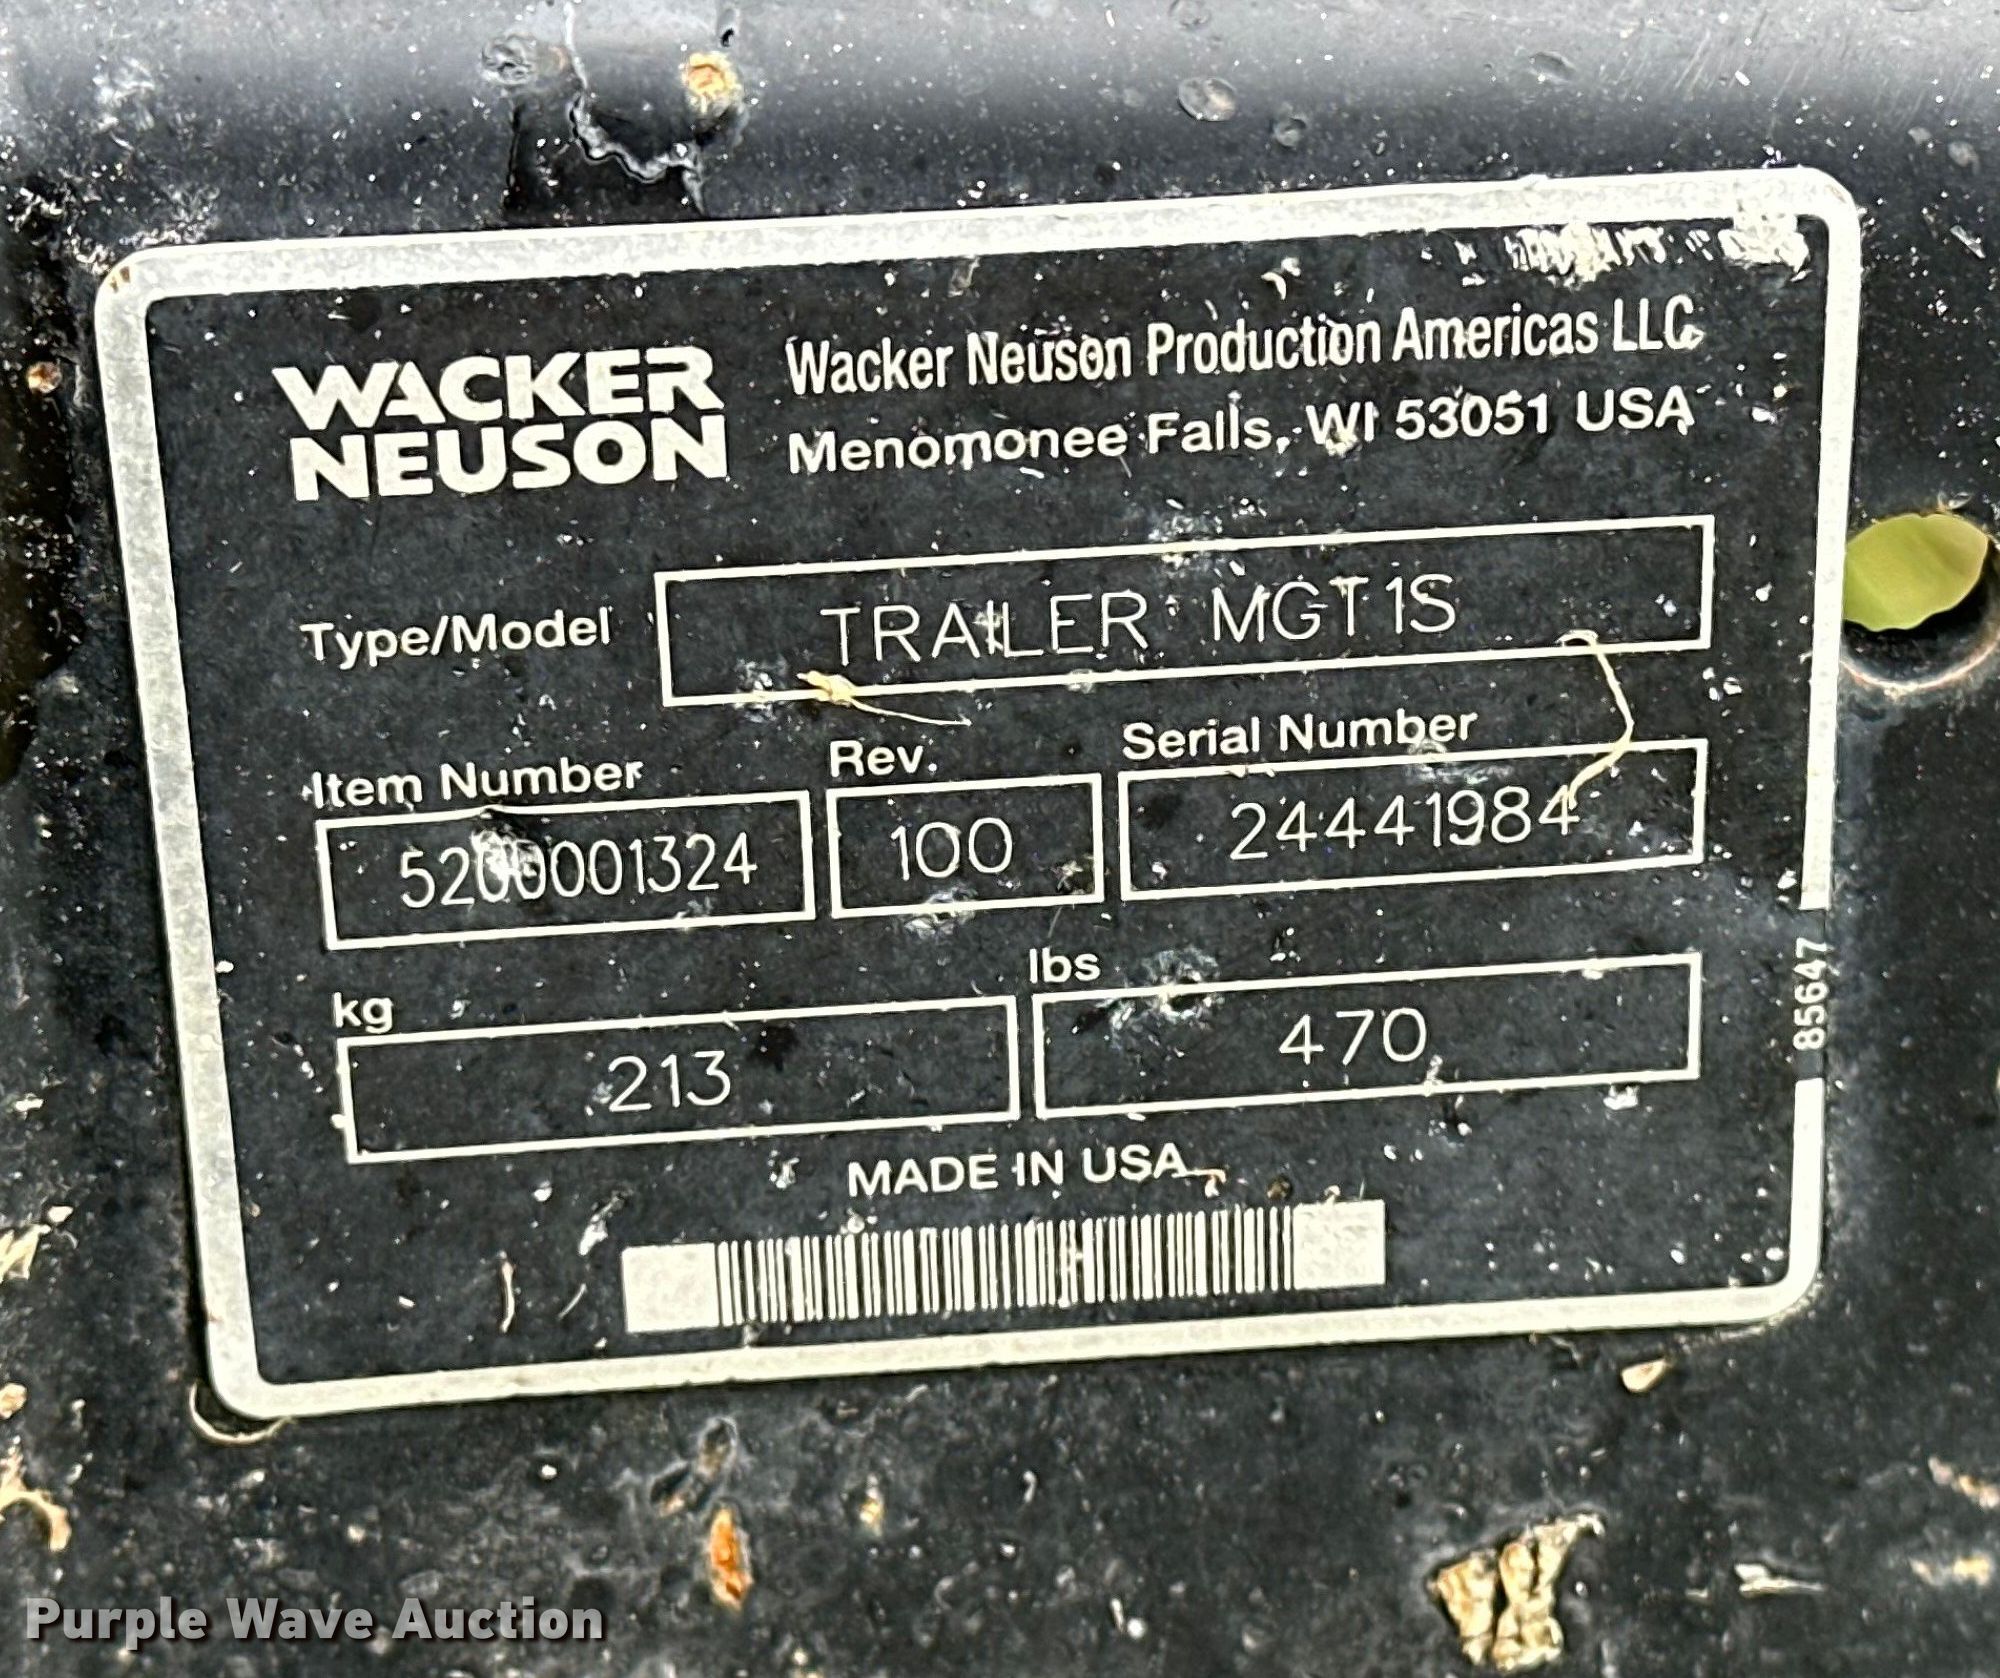 WACKER
NEUSON
Wacker Neuson Production Americas LLC
Menomonee Falls, WI 53051 USA
Type/Model
TRAILER MGT1S
Item Number
5200001324
Rev.
100
Serial Number
24441984
kg
213
lbs
470
85647
MADE IN USA
Purple Wave Auction